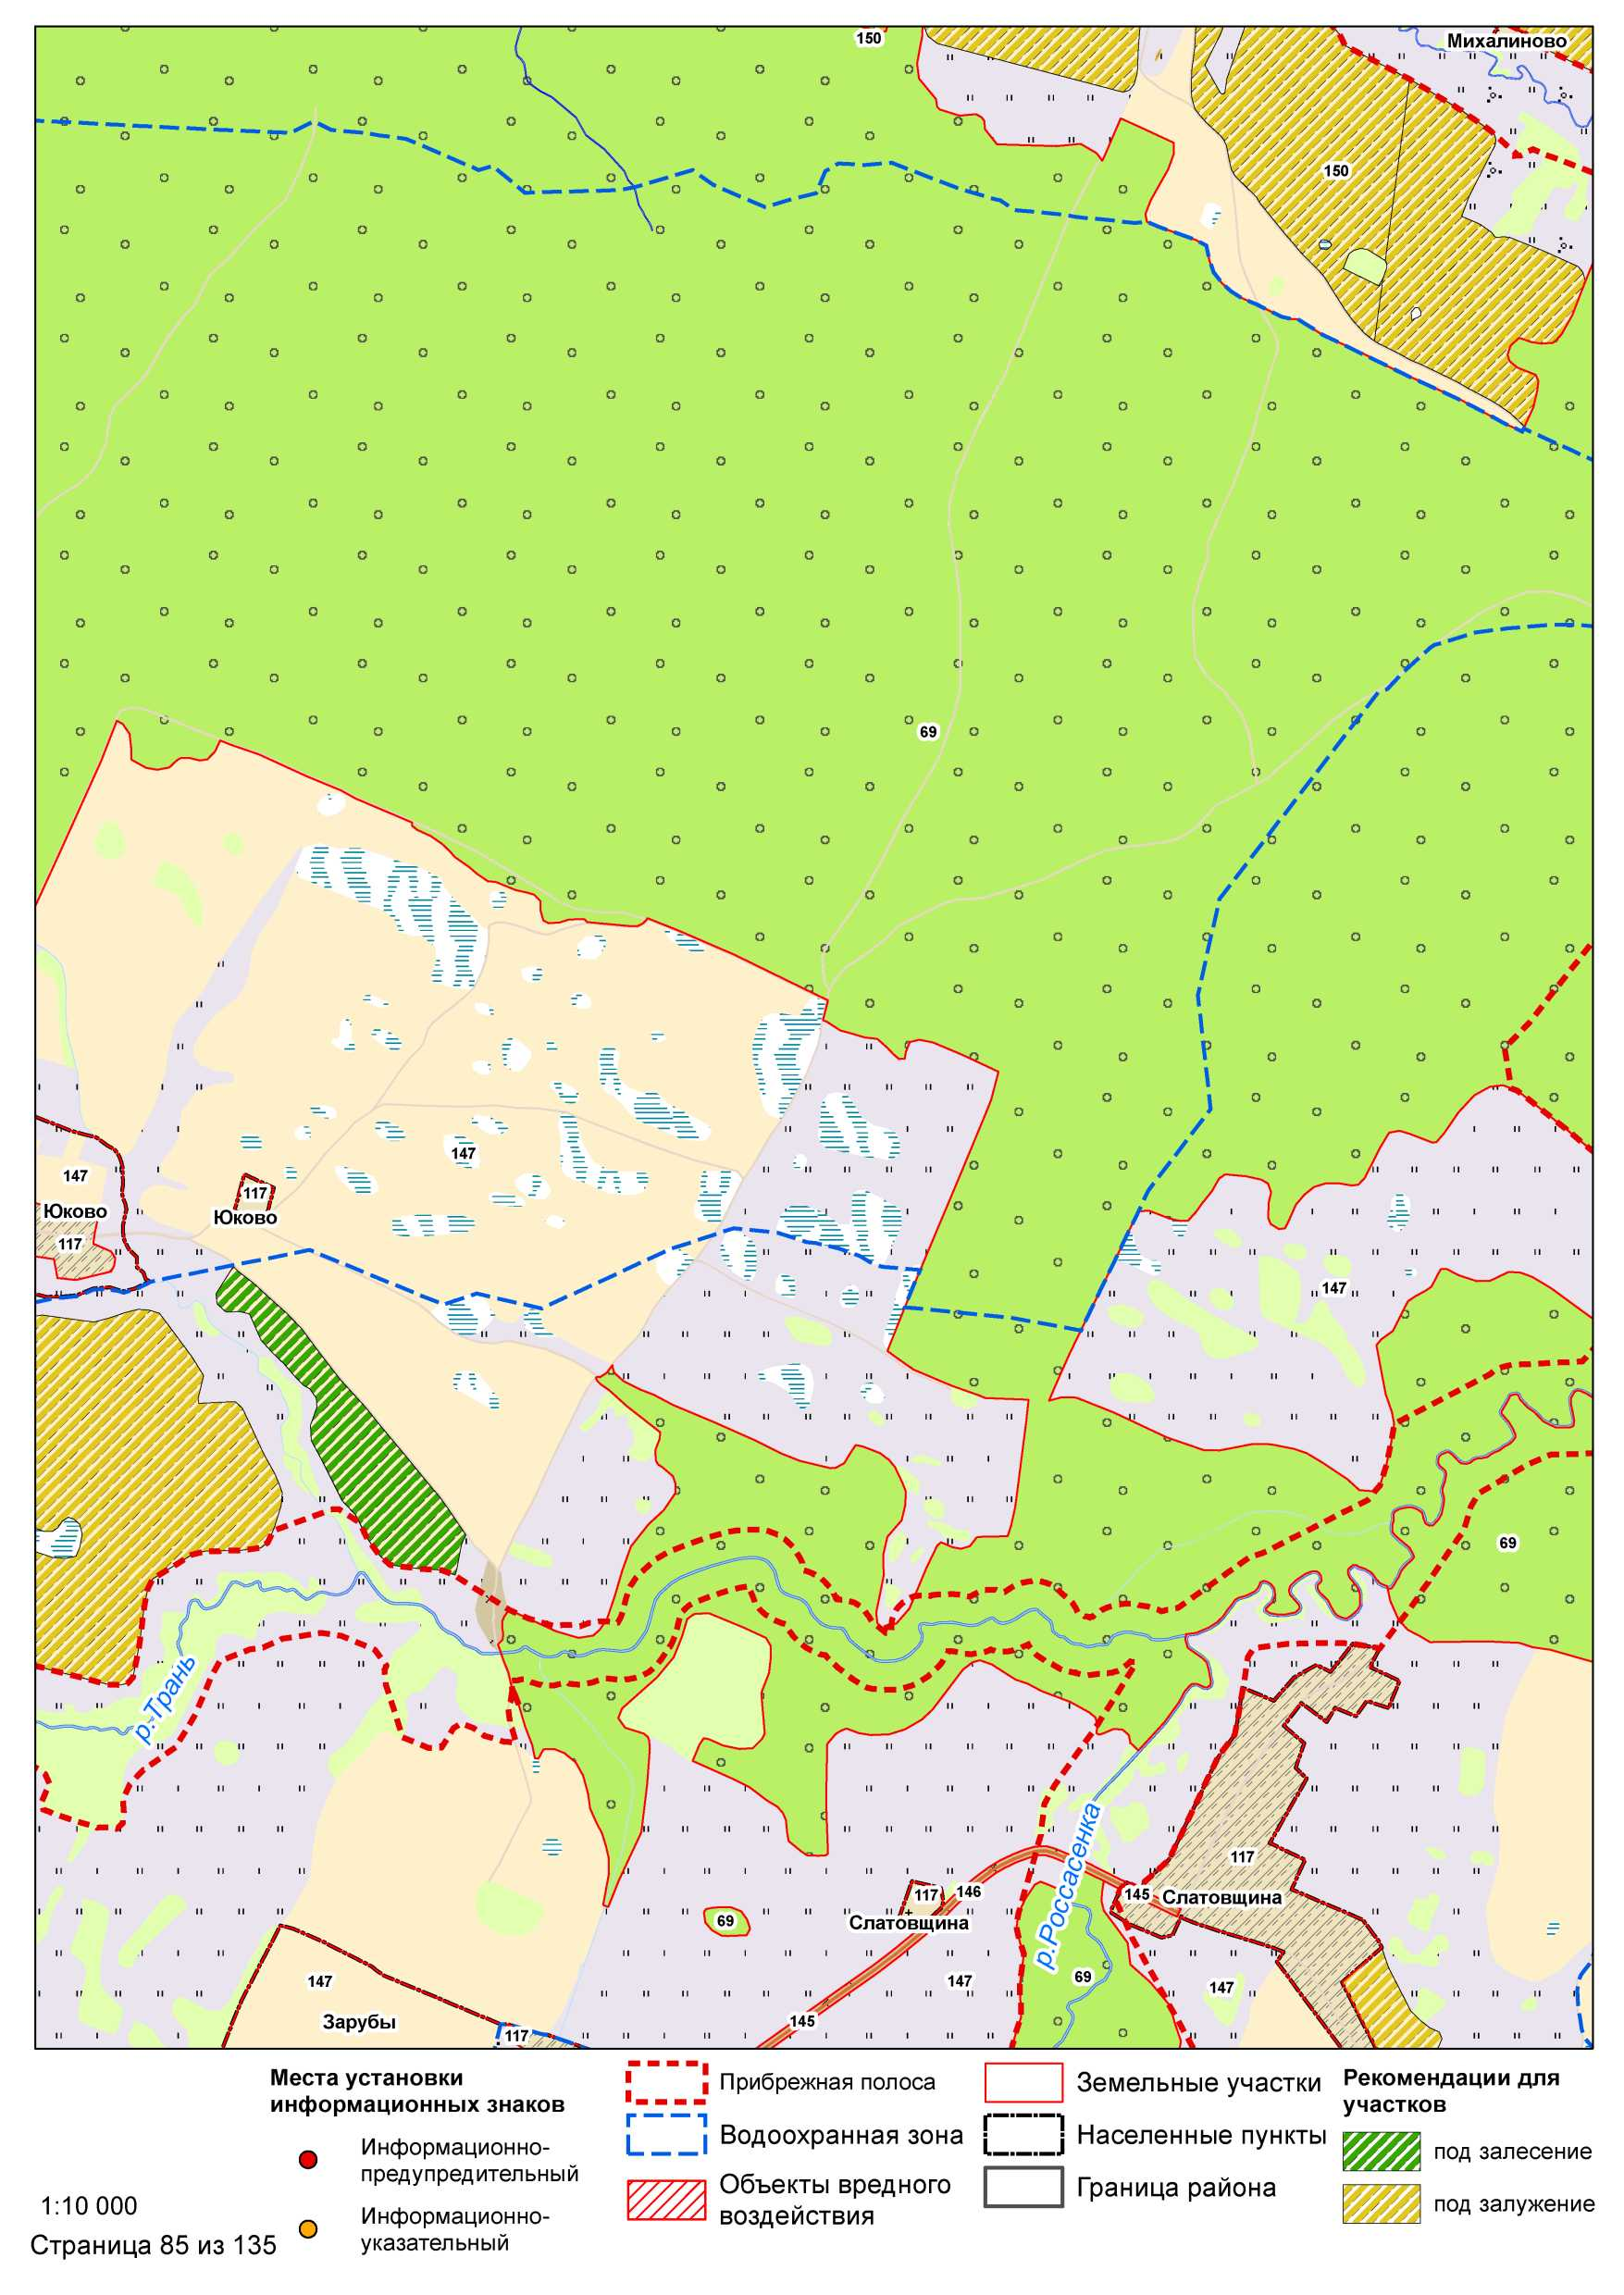 150
Михалиново
150
69
147
147
117
Юково
Юково
117
147
69
р.Трань
117
р.Россасенка
117
146
145
Слатовщина
69
Слатовщина
69
147
147
147
145
Зарубы
117
Места установки
информационных знаков
Информационно-
предупредительный
Информационно-
указательный
1:10 000
Страница 85 из 135
Прибрежная полоса
Водоохранная зона
Объекты вредного
воздействия
Земельные участки
Населенные пункты
Граница района
Рекомендации для
участков
под залесение
под залужение